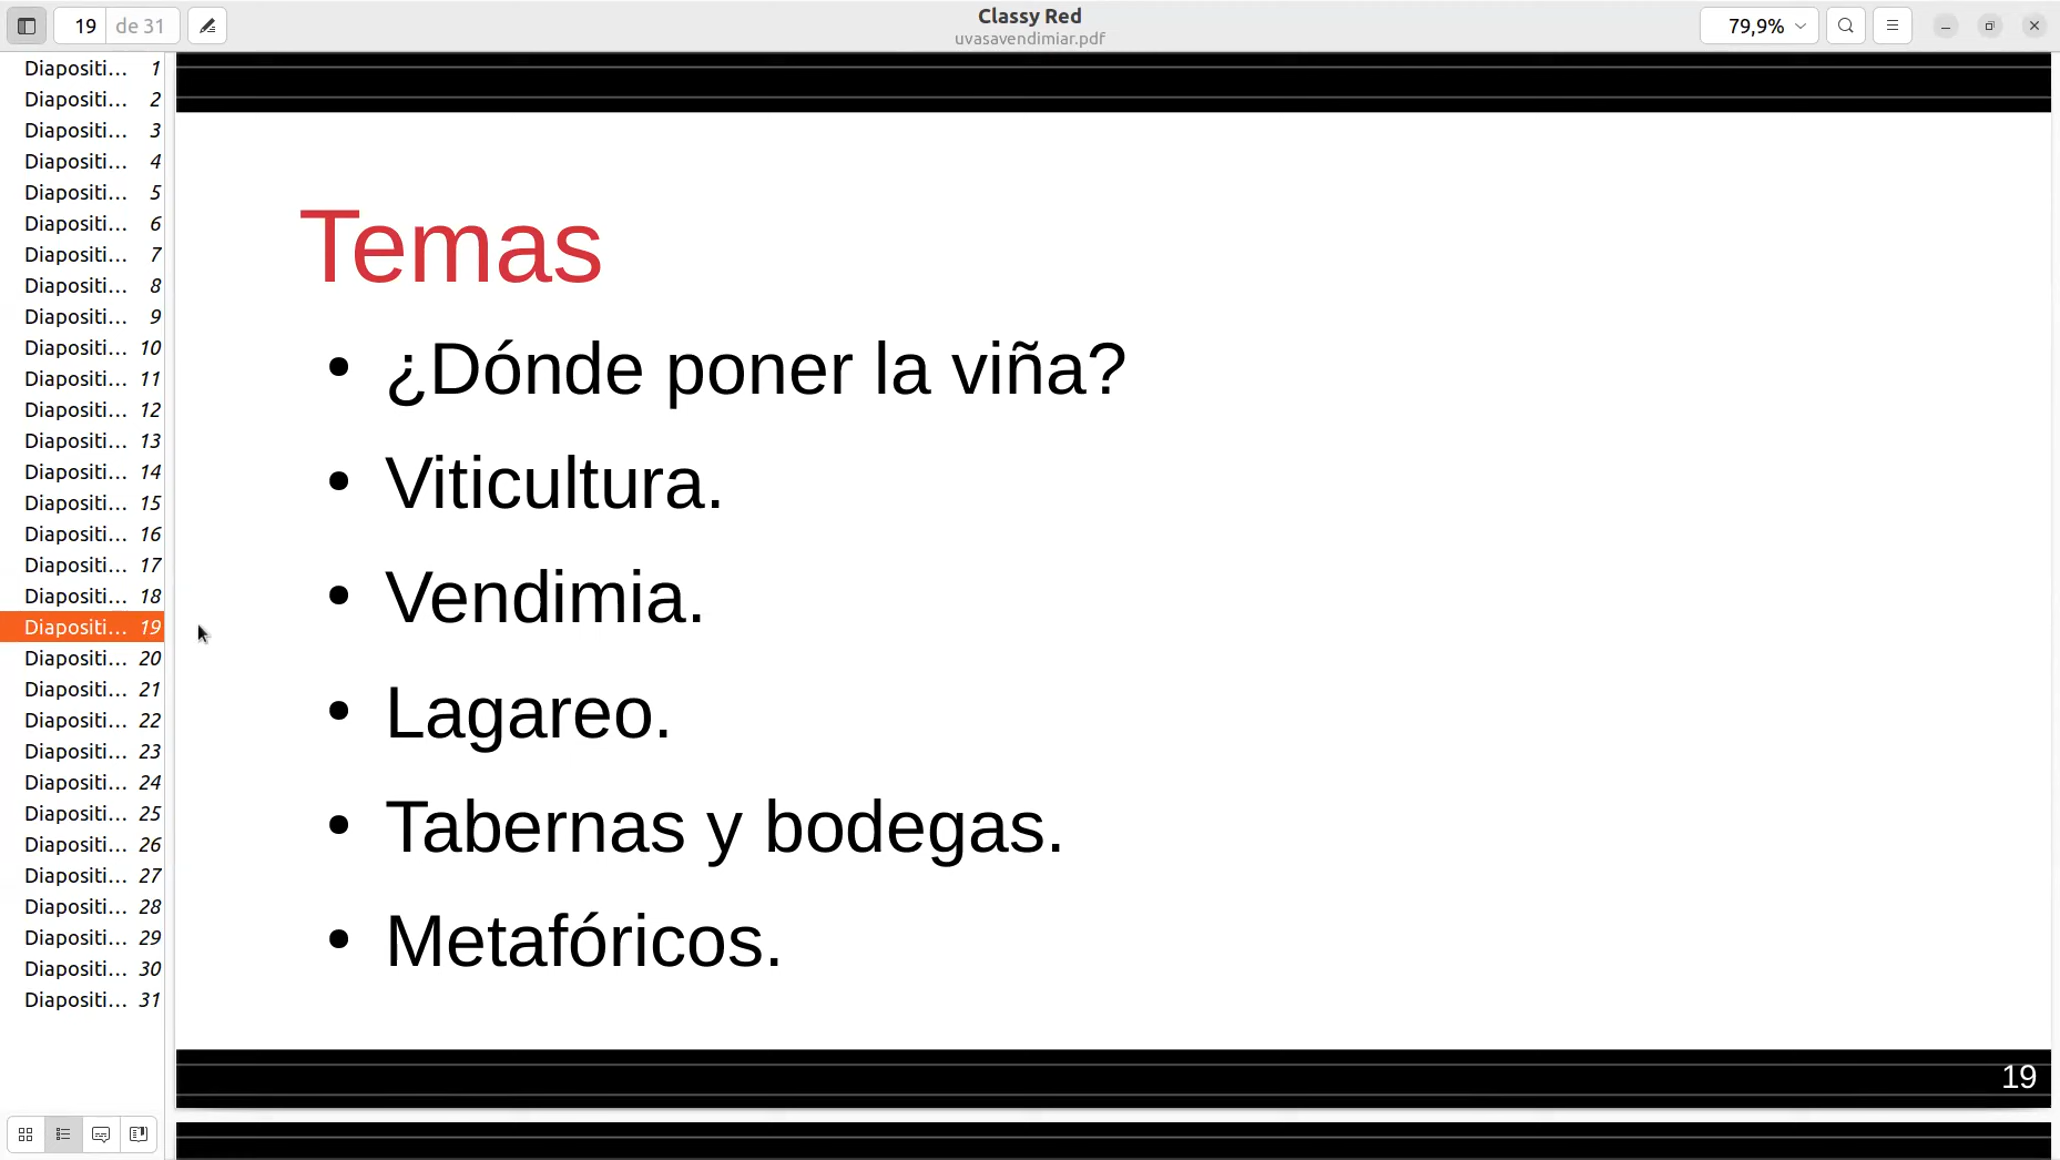 19 de 31
Classy Red
uvasavendimiar.pdf
79,9%
Diapositi... 1
Diapositi... 2
Diapositi... 3
Diapositi... 4
Diapositi... 5
Diapositi... 6
Diapositi... 7
Diapositi... 8
Diapositi... 9
Diapositi... 10
Diapositi... 11
Diapositi... 12
Diapositi... 13
Diapositi... 14
Diapositi... 15
Diapositi... 16
Diapositi... 17
Diapositi... 18
Diapositi... 19
Diapositi... 20
Diapositi... 21
Diapositi... 22
Diapositi... 23
Diapositi... 24
Diapositi... 25
Diapositi... 26
Diapositi... 27
Diapositi... 28
Diapositi... 29
Diapositi... 30
Diapositi... 31
Temas
• ¿Dónde poner la viña?
• Viticultura.
• Vendimia.
• Lagareo.
• Tabernas y bodegas.
• Metafóricos.
19